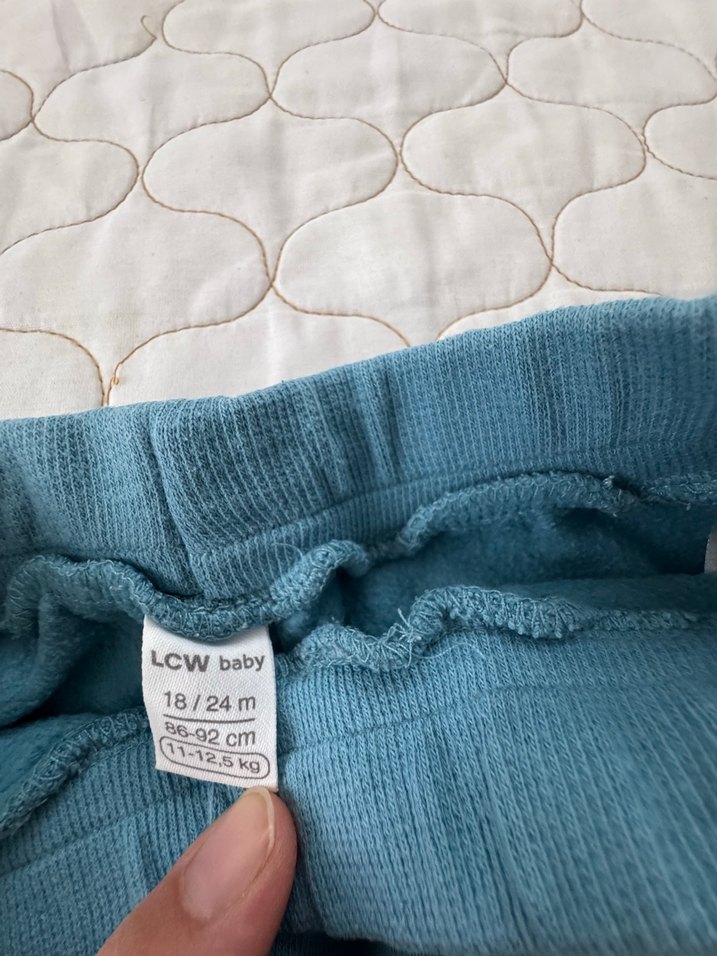 LCW baby
18 / 24 m
86-92 cm
11-12,5 kg